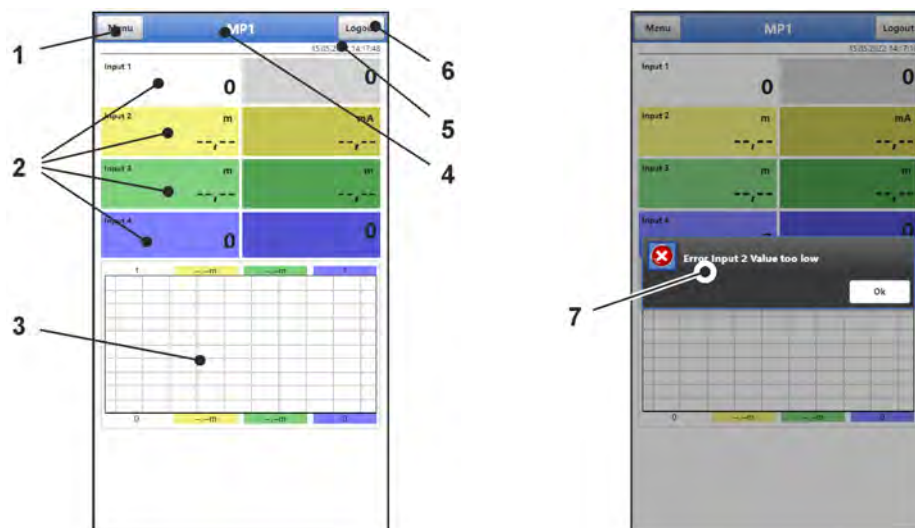 Menu MP1 Logout
15.05.2022 14:17:48
Input 1
0 0
Input 2 m mA
--,-- --,--
Input 3 m m
--,-- --,--
Input 4
0 0
1 --.--m --.--m 1
0 --.--m --.--m 0
1
2
3
4
5
6
Menu MP1 Logout
Input 1
0 0
Input 2 m mA
--,-- --,--
Input 3 m m
--,-- --,--
Input 4
Error Input 2 Value too low
Ok
0 --.--m --.--m 0
7